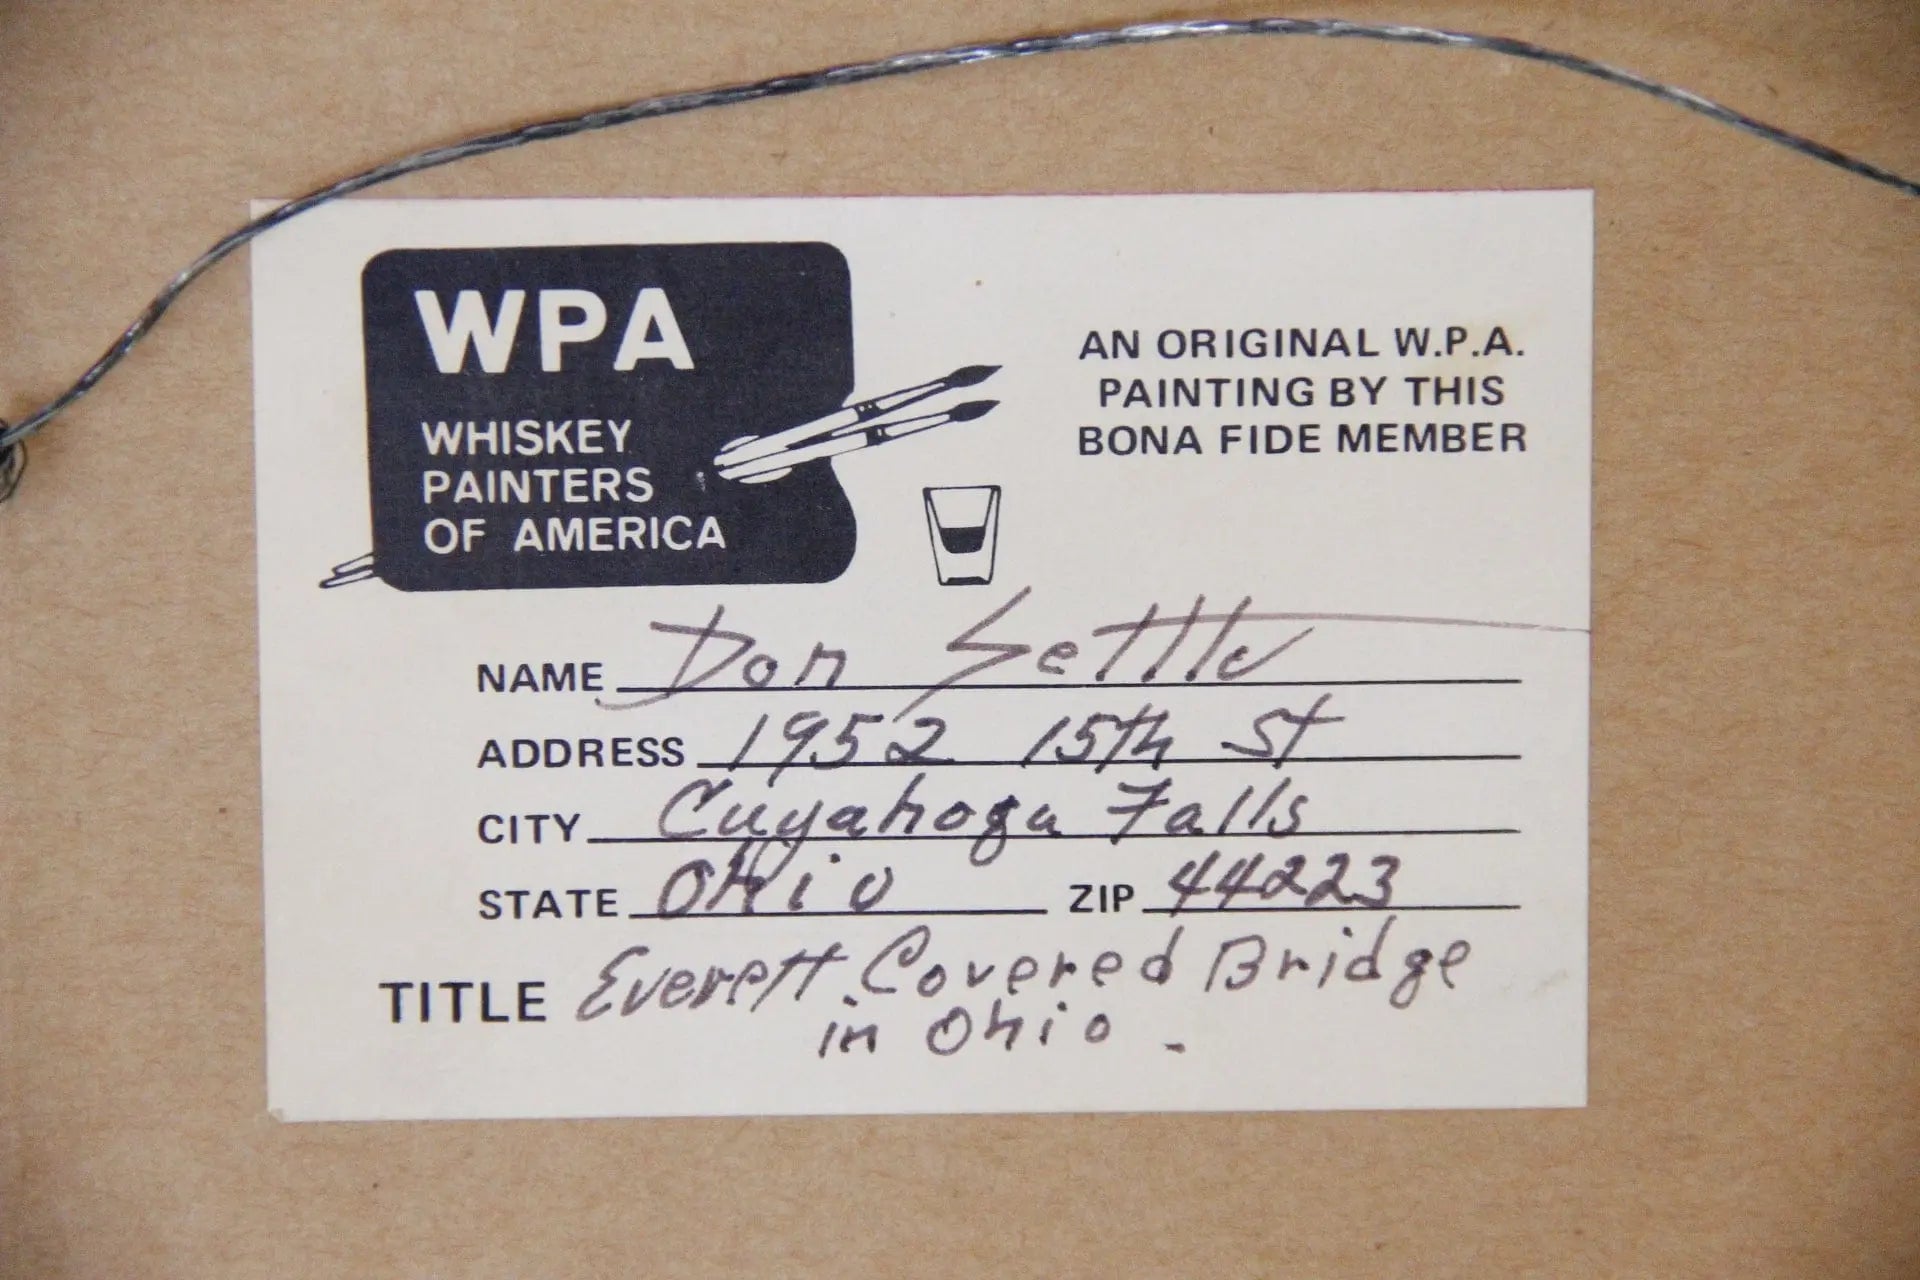 WPA
WHISKEY
PAINTERS
OF AMERICA
AN ORIGINAL W.P.A.
PAINTING BY THIS
BONA FIDE MEMBER
NAME Don Settle
ADDRESS 1952 15th St
CITY Cuyahoga Falls
STATE Ohio ZIP 44223
TITLE Everett Covered Bridge
in Ohio.